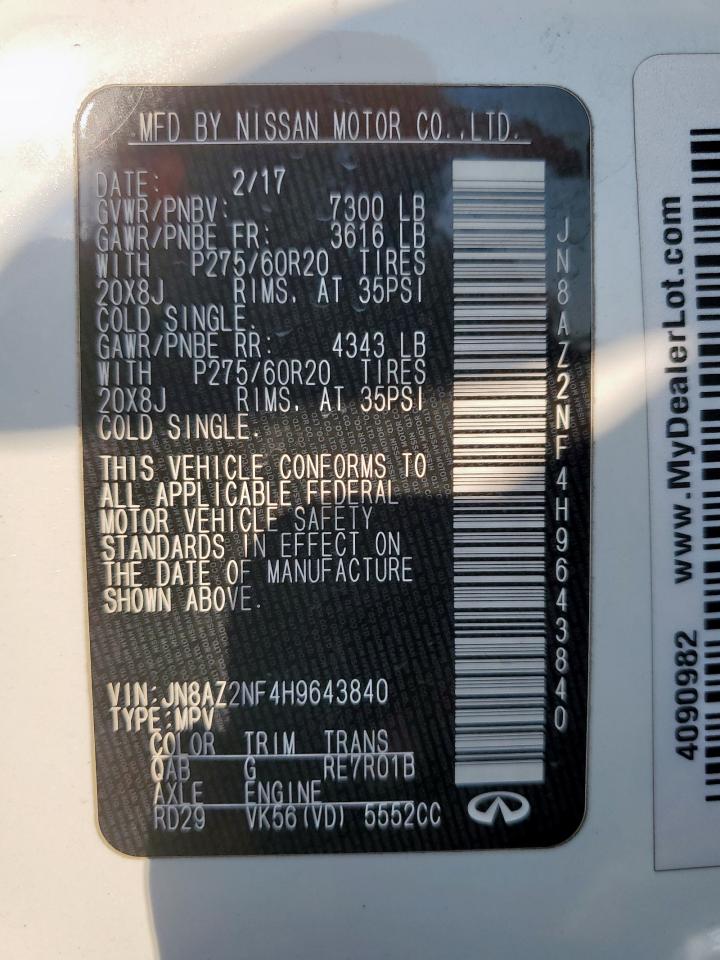 MFD BY NISSAN MOTOR CO.,LTD.
DATE: 2/17
GVWR/PNBV: 7300 LB
GAWR/PNBE FR: 3616 LB
WITH P275/60R20 TIRES
20X8J RIMS, AT 35PSI
COLD SINGLE.
GAWR/PNBE RR: 4343 LB
WITH P275/60R20 TIRES
20X8J RIMS, AT 35PSI
COLD SINGLE.
THIS VEHICLE CONFORMS TO
ALL APPLICABLE FEDERAL
MOTOR VEHICLE SAFETY
STANDARDS IN EFFECT ON
THE DATE OF MANUFACTURE
SHOWN ABOVE.
VIN:JN8AZ2NF4H9643840
TYPE:MPV
COLOR TRIM TRANS
QAB G RE7R01B
AXLE ENGINE
RD29 VK56(VD) 5552CC
JN8AZ2NF4H9643840
4090982 www.MyDealerLot.com